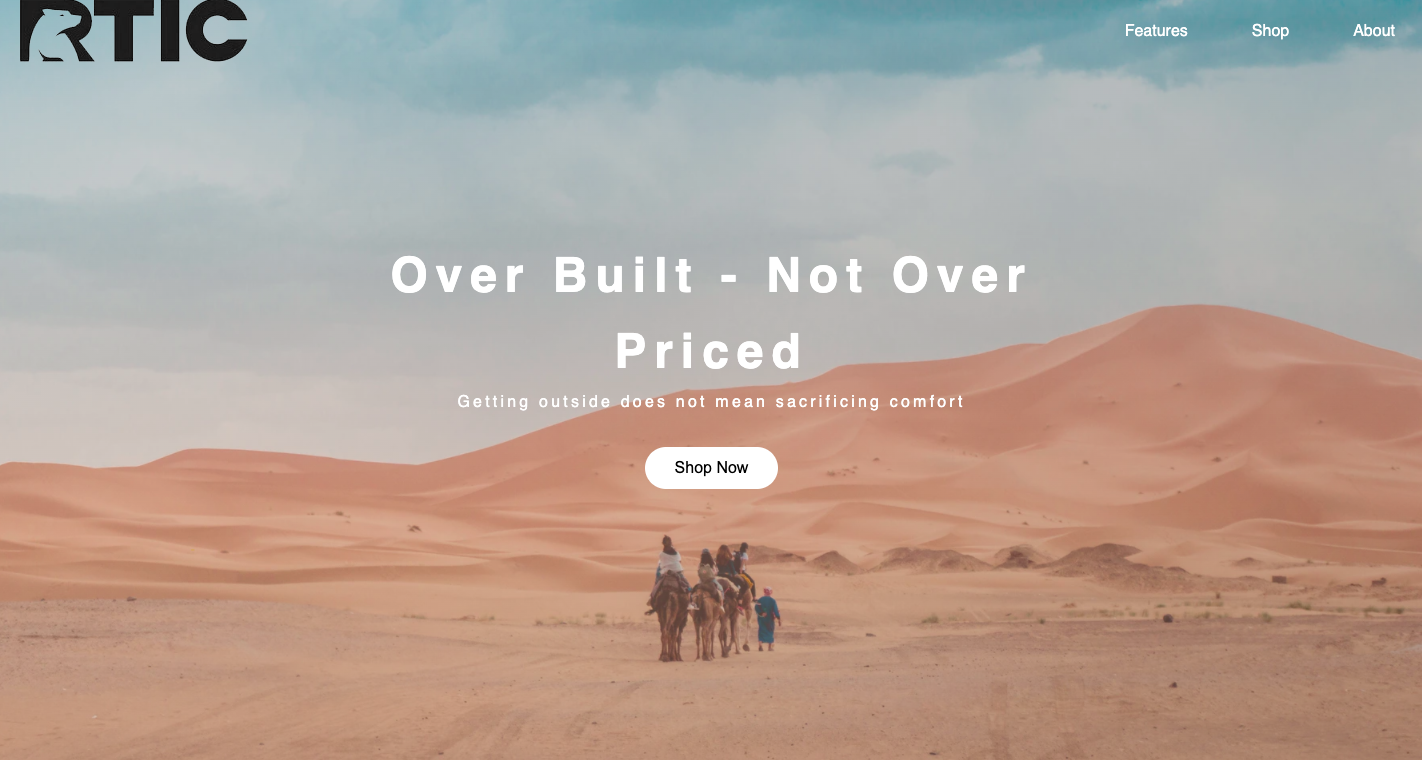 RTIC
Features
Shop
About
Over Built - Not Over
Priced
Getting outside does not mean sacrificing comfort
Shop Now